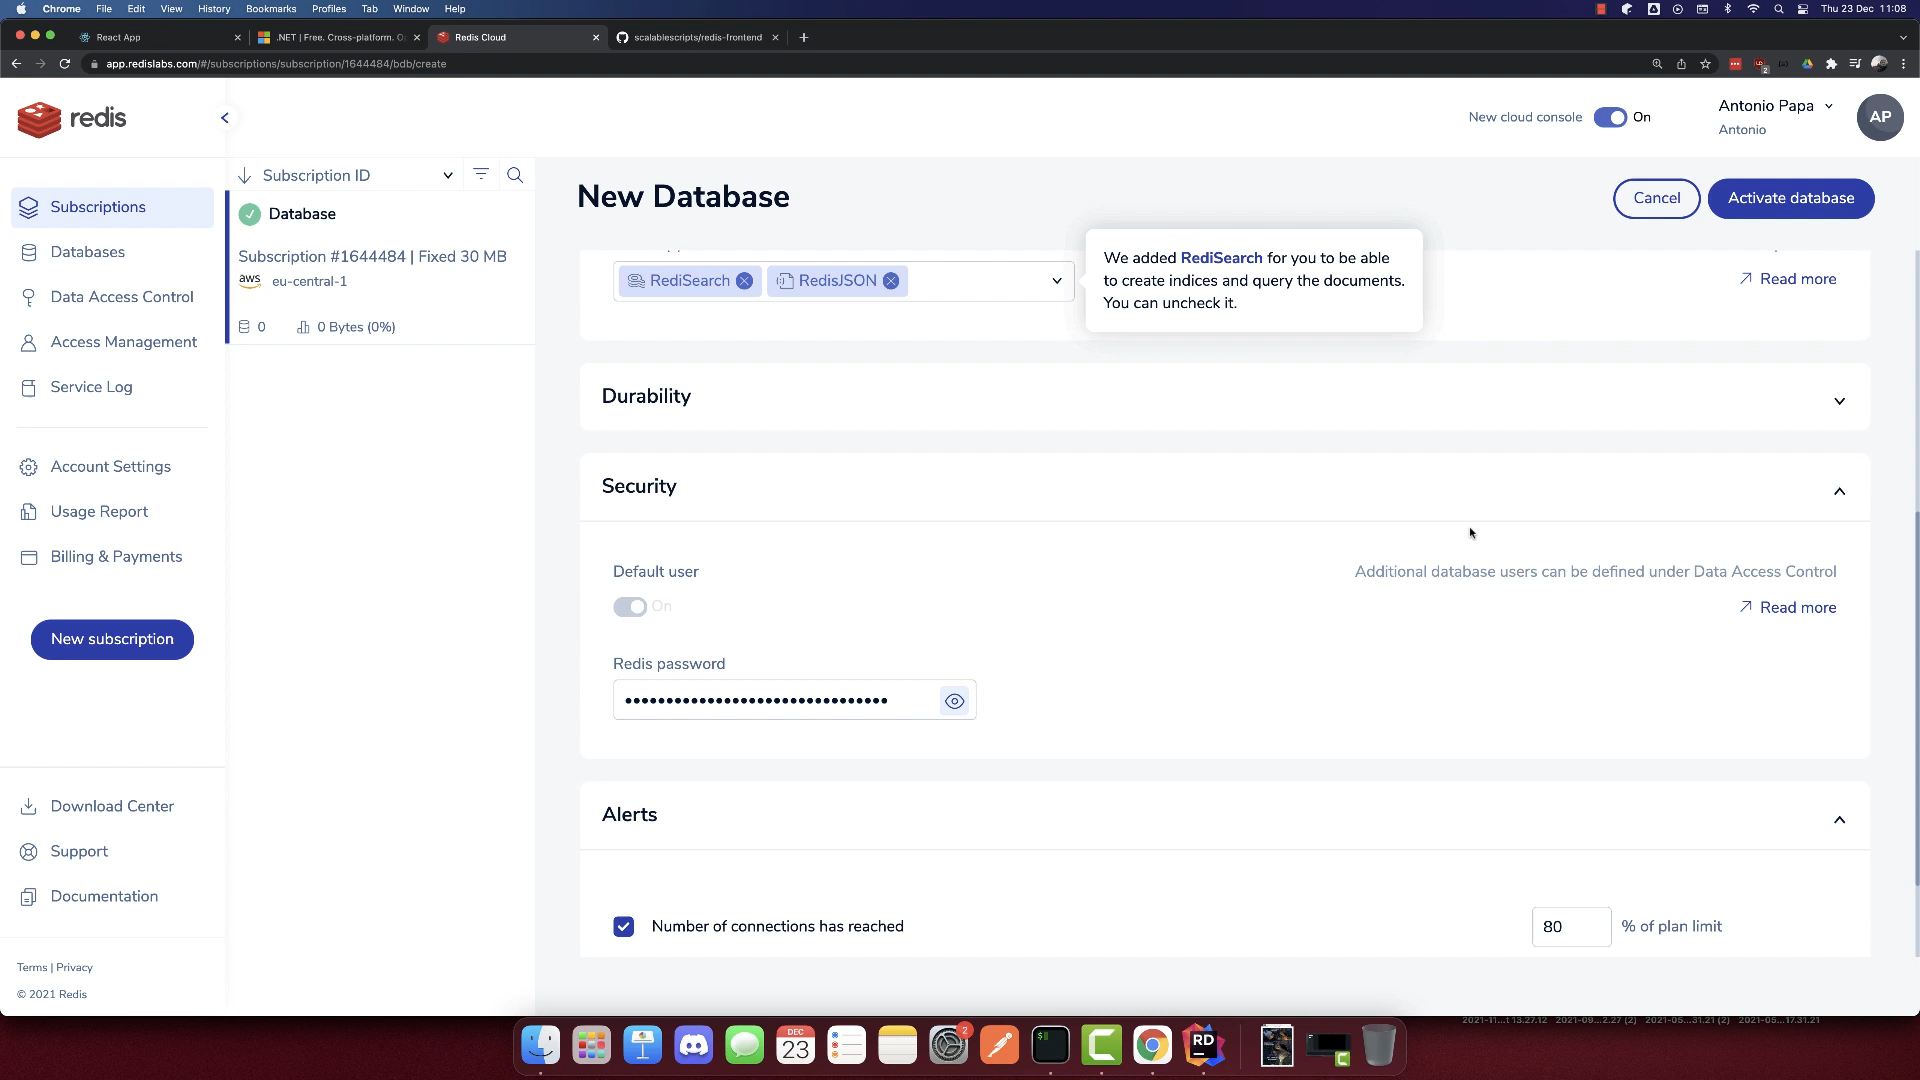 Chrome File Edit View History Bookmarks Profiles Tab Window Help
Thu 23 Dec 11:08
React App
.NET | Free. Cross-platform. O
Redis Cloud
scalablescripts/redis-frontend
app.redislabs.com/#/subscriptions/subscription/1644484/bdb/create
2
redis
New cloud console On
Antonio Papa
Antonio
AP
Subscriptions
Databases
Data Access Control
Access Management
Service Log
Account Settings
Usage Report
Billing & Payments
New subscription
Download Center
Support
Documentation
Terms | Privacy
© 2021 Redis
Subscription ID
Database
Subscription #1644484 | Fixed 30 MB
aws eu-central-1
0 0 Bytes (0%)
New Database
Cancel
Activate database
RediSearch RedisJSON
We added RediSearch for you to be able
to create indices and query the documents.
You can uncheck it.
Read more
Durability
Security
Default user
Additional database users can be defined under Data Access Control
On
Read more
Redis password
Alerts
Number of connections has reached
80 % of plan limit
DEC
23
2
$
RD
2021-11...t 13.27.12 2021-09...2.27 (2) 2021-05...31.21 (2) 2021-05...17.31.21